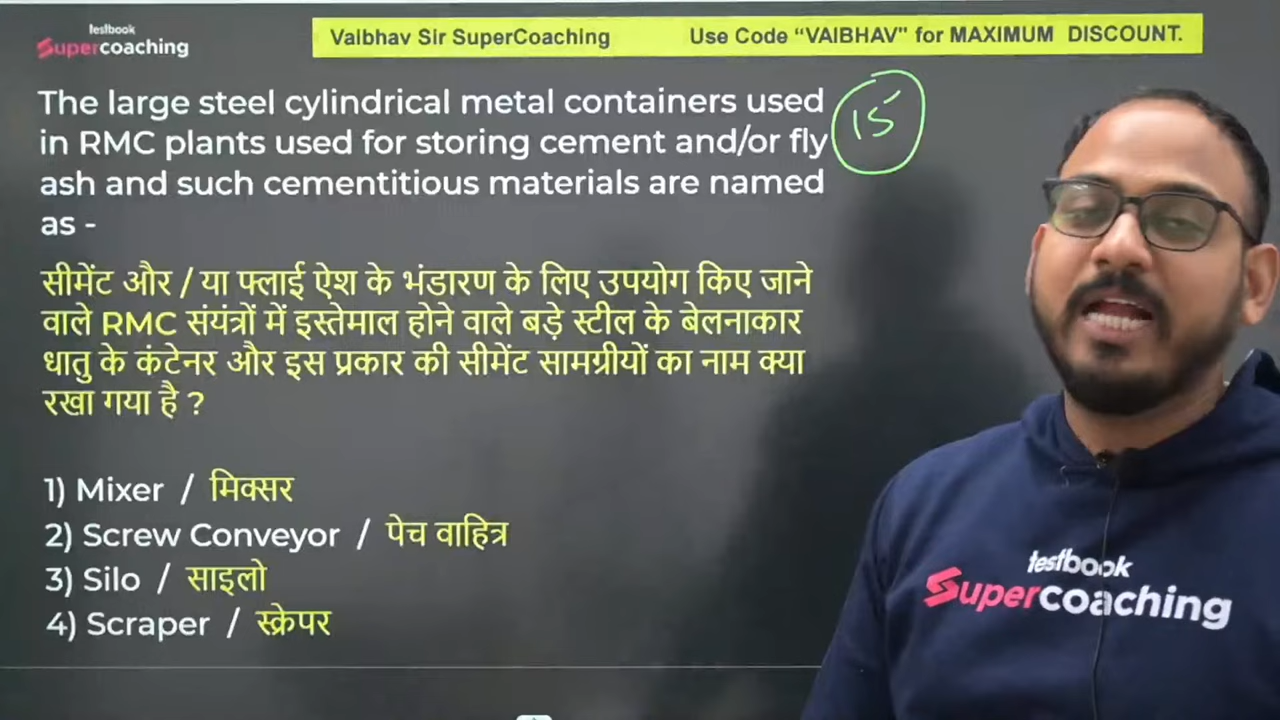 testbook
Supercoaching
Vaibhav Sir SuperCoaching Use Code “VAIBHAV" for MAXIMUM DISCOUNT.
The large steel cylindrical metal containers used
in RMC plants used for storing cement and/or fly
ash and such cementitious materials are named
as -
15
सीमेंट और / या फ्लाई ऐश के भंडारण के लिए उपयोग किए जाने
वाले RMC संयंत्रों में इस्तेमाल होने वाले बड़े स्टील के बेलनाकार
धातु के कंटेनर और इस प्रकार की सीमेंट सामग्रीयों का नाम क्या
रखा गया है ?
1) Mixer / मिक्सर
2) Screw Conveyor / पेच वाहित्र
3) Silo / साइलो
4) Scraper / स्क्रेपर
testbook
Supercoaching